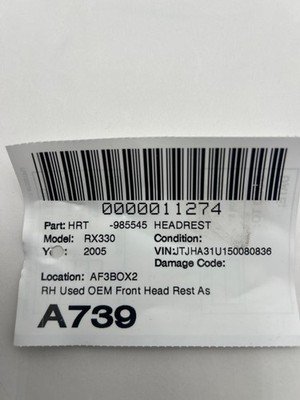 0000011274
Part: HRT -985545 HEADREST
Model: RX330 Condition:
2005 VIN:JTJHA31U150080836
Damage Code:
Location: AF3BOX2
RH Used OEM Front Head Rest As
A739